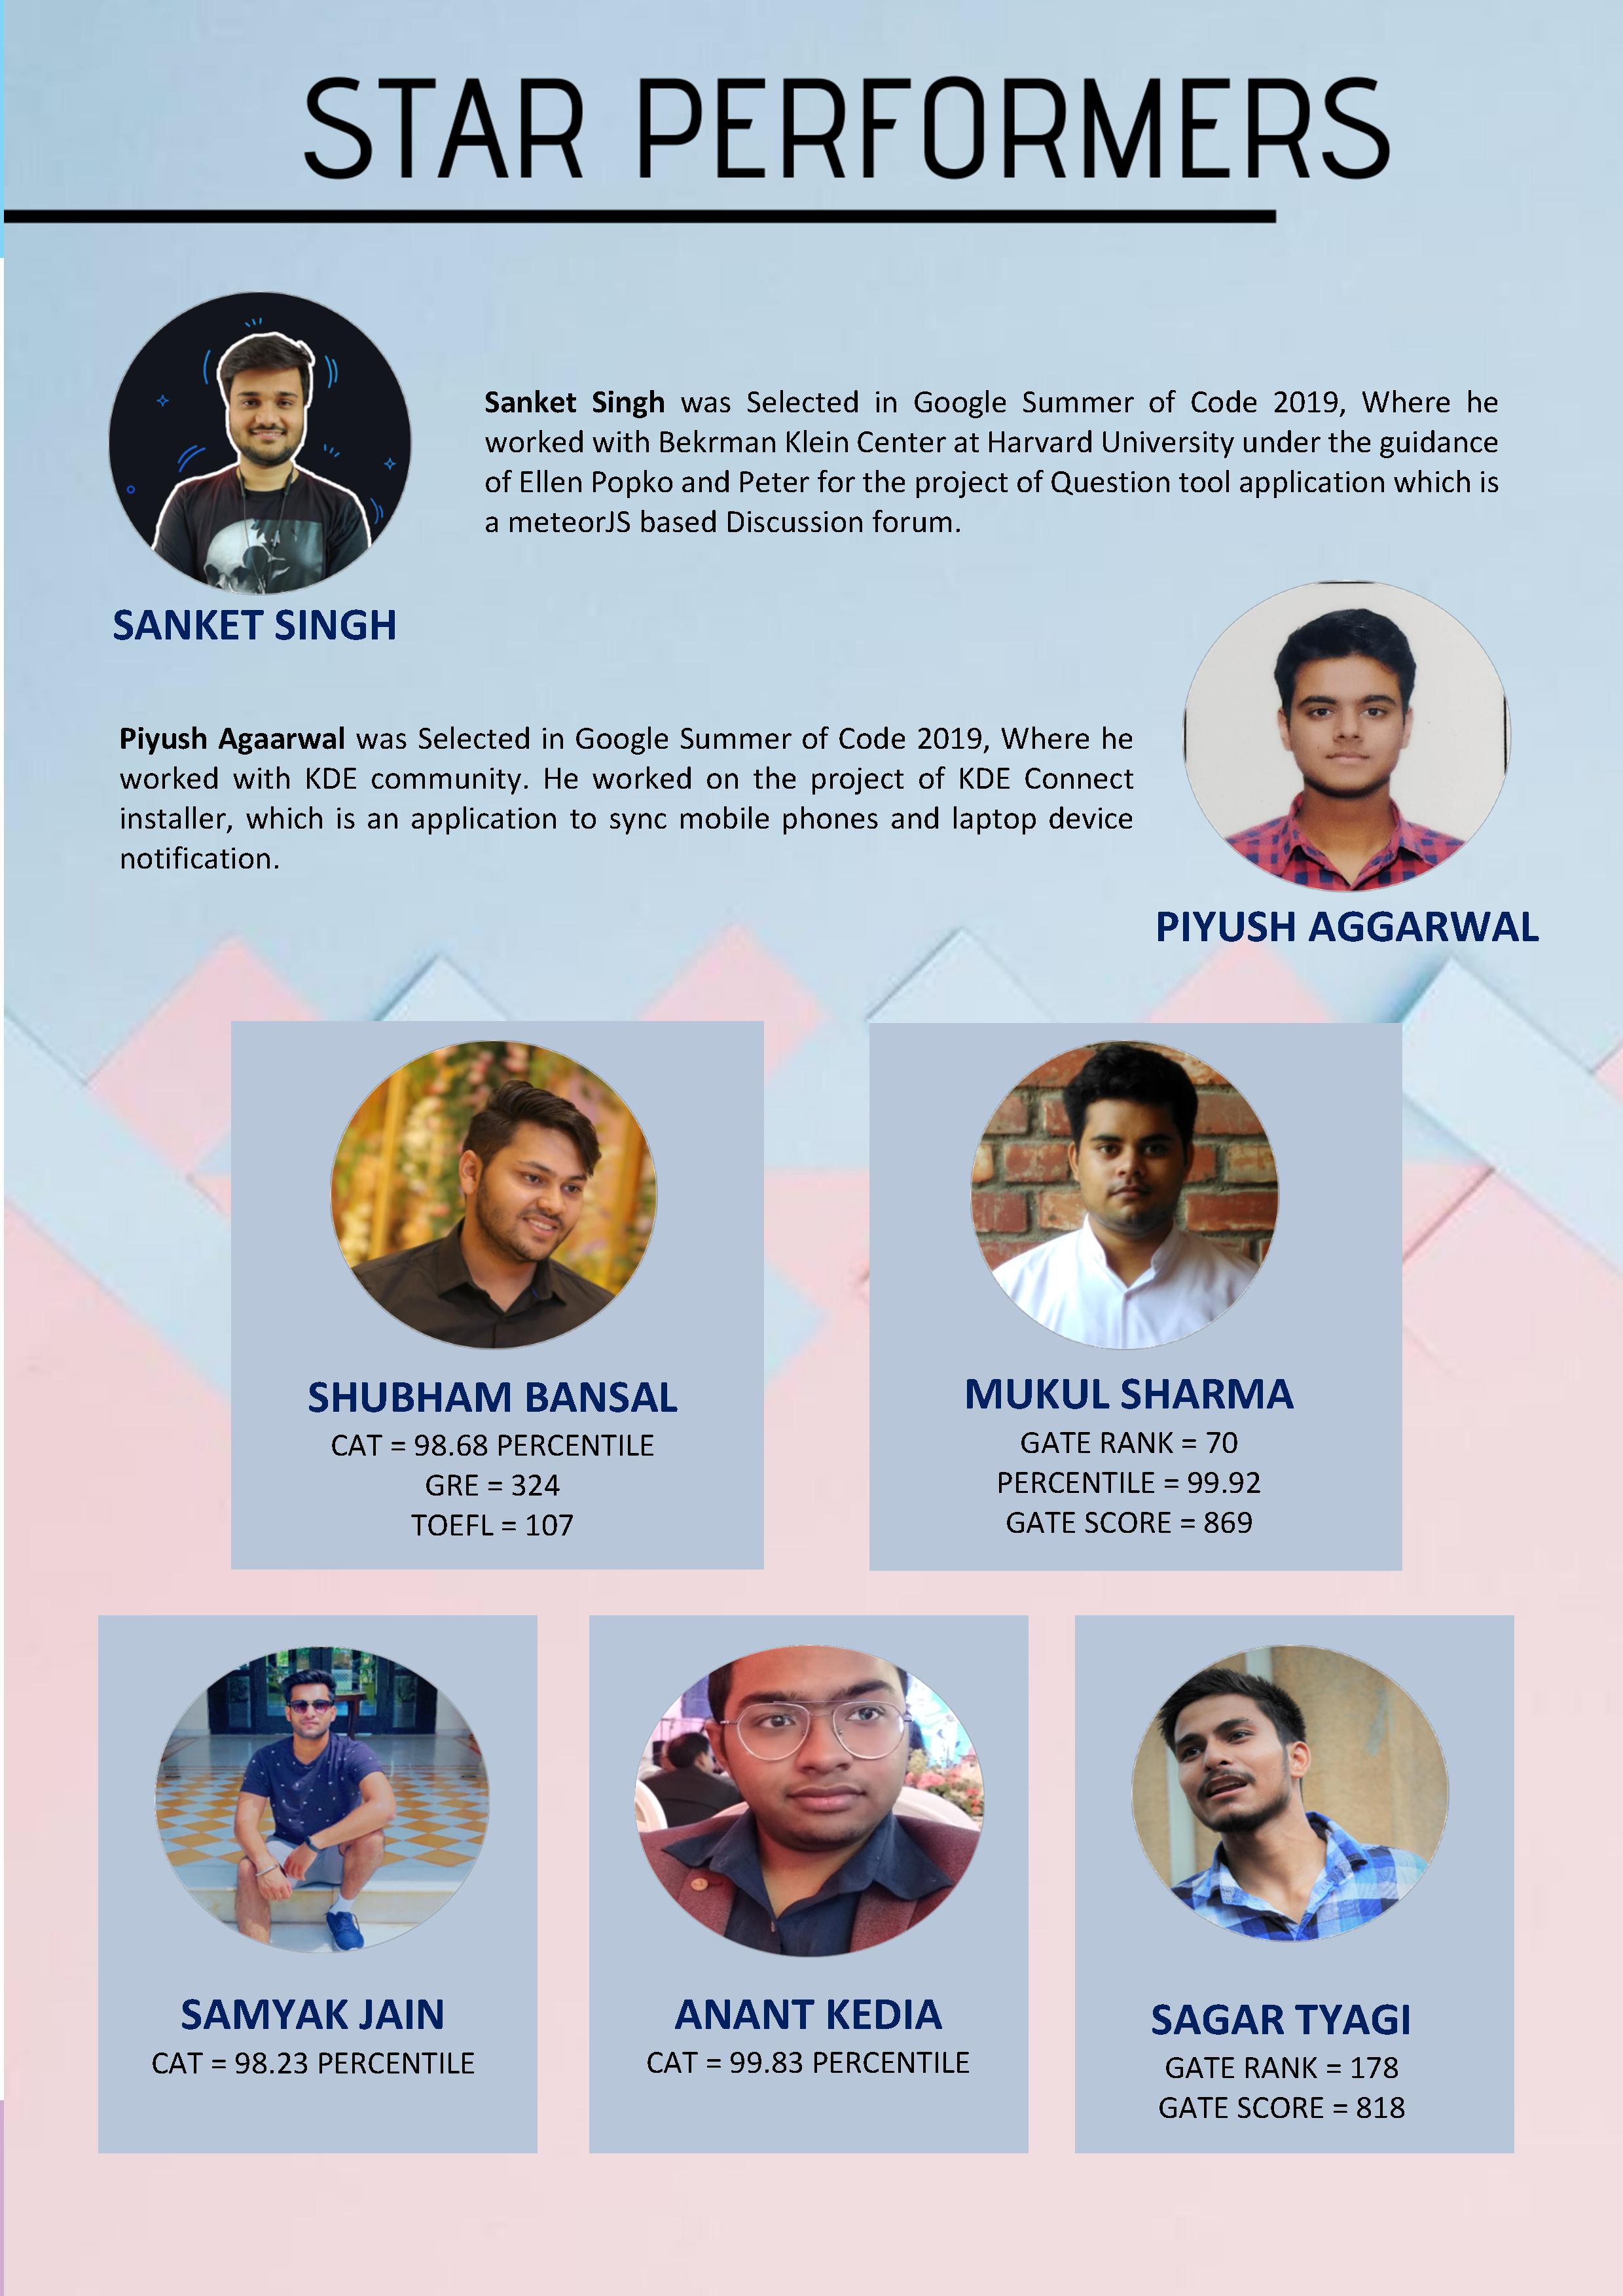 STAR PERFORMERS
Sanket Singh was Selected in Google Summer of Code 2019, Where he
worked with Bekrman Klein Center at Harvard University under the guidance
of Ellen Popko and Peter for the project of Question tool application which is
a meteorJS based Discussion forum.
SANKET SINGH
Piyush Agaarwal was Selected in Google Summer of Code 2019, Where he
worked with KDE community. He worked on the project of KDE Connect
installer, which is an application to sync mobile phones and laptop device
notification.
PIYUSH AGGARWAL
SHUBHAM BANSAL
CAT = 98.68 PERCENTILE
GRE = 324
TOEFL = 107
MUKUL SHARMA
GATE RANK = 70
PERCENTILE = 99.92
GATE SCORE = 869
SAMYAK JAIN
CAT = 98.23 PERCENTILE
ANANT KEDIA
CAT = 99.83 PERCENTILE
SAGAR TYAGI
GATE RANK = 178
GATE SCORE = 818